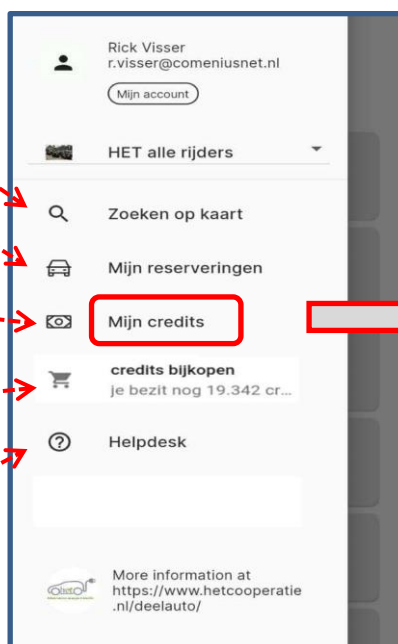 Rick Visser
r.visser@comeniusnet.nl
Mijn account
HET alle rijders
Zoeken op kaart
Mijn reserveringen
Mijn credits
credits bijkopen
je bezit nog 19.342 cr...
Helpdesk
More information at
https://www.hetcooperatie
.nl/deelauto/